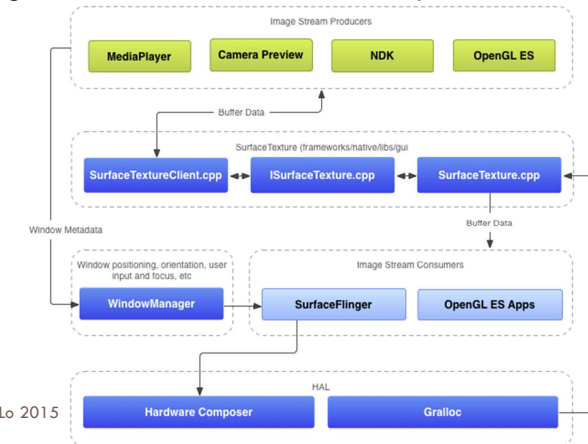 Image Stream Producers
MediaPlayer
Camera Preview
NDK
OpenGL ES
Buffer Data
SurfaceTexture (frameworks/native/libs/gui
SurfaceTextureClient.cpp
ISurfaceTexture.cpp
SurfaceTexture.cpp
Buffer Data
Window Metadata
Window positioning, orientation, user
input and focus, etc
WindowManager
Image Stream Consumers
SurfaceFlinger
OpenGL ES Apps
HAL
Lo 2015
Hardware Composer
Gralloc